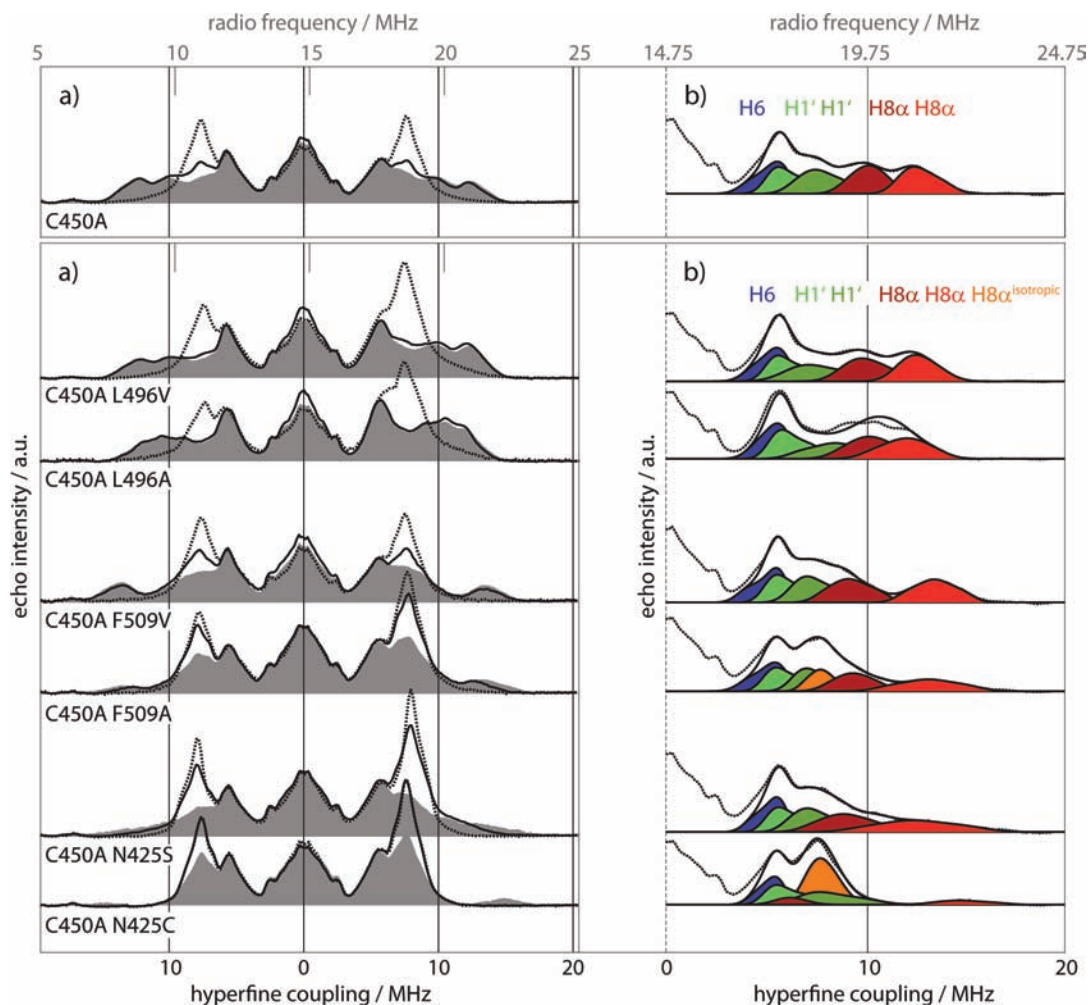 radio frequency / MHz radio frequency / MHz
5 10 15 20 25 14.75 19.75 24.75
a) b)
H6 H1‘ H1‘ H8α H8α
C450A
a) b)
H6 H1‘ H1‘ H8α H8α H8α isotropic
C450A L496V
C450A L496A
echo intensity / a.u. echo intensity / a.u.
C450A F509V
C450A F509A
C450A N425S
C450A N425C
10 0 10 20 0 10 20
hyperfine coupling / MHz hyperfine coupling / MHz